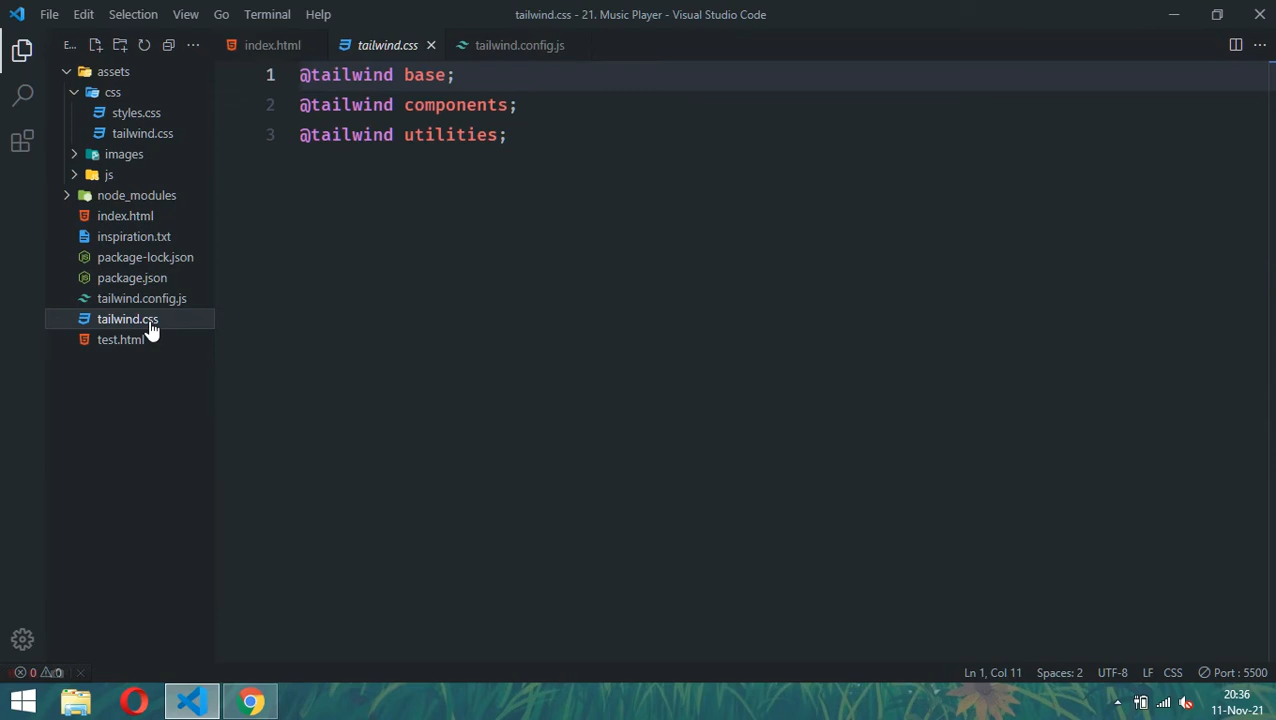 File Edit Selection View Go Terminal Help
tailwind.css - 21. Music Player - Visual Studio Code
E...
index.html
tailwind.css
tailwind.config.js
assets
css
styles.css
tailwind.css
images
js
node_modules
index.html
inspiration.txt
package-lock.json
package.json
tailwind.config.js
tailwind.css
test.html
1 @tailwind base;
2 @tailwind components;
3 @tailwind utilities;
0 0
Ln 1, Col 11 Spaces: 2 UTF-8 LF CSS Port : 5500
20:36
11-Nov-21